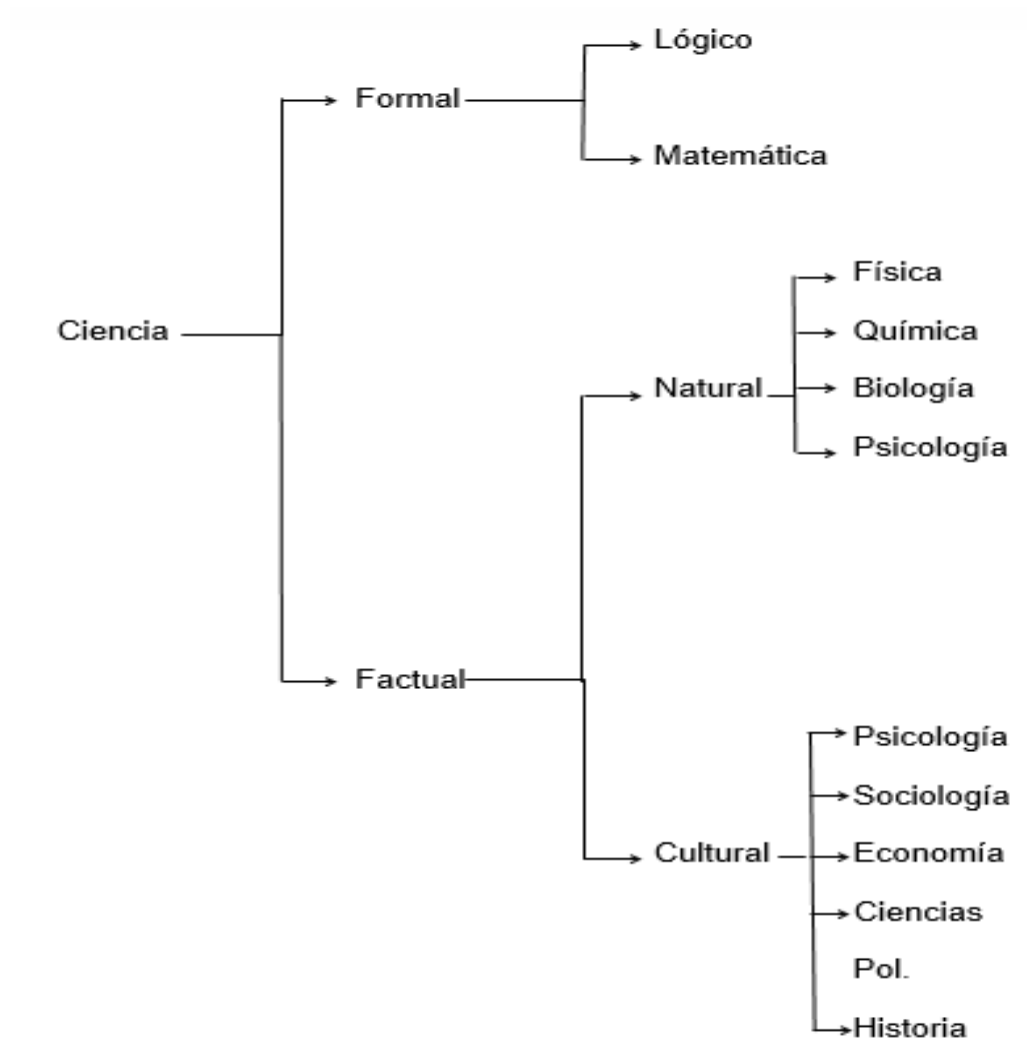 Lógico
Formal
Matemática
Física
Ciencia
Química
Natural
Biología
Psicología
Factual
Psicología
Sociología
Cultural
Economía
Ciencias
Pol.
Historia